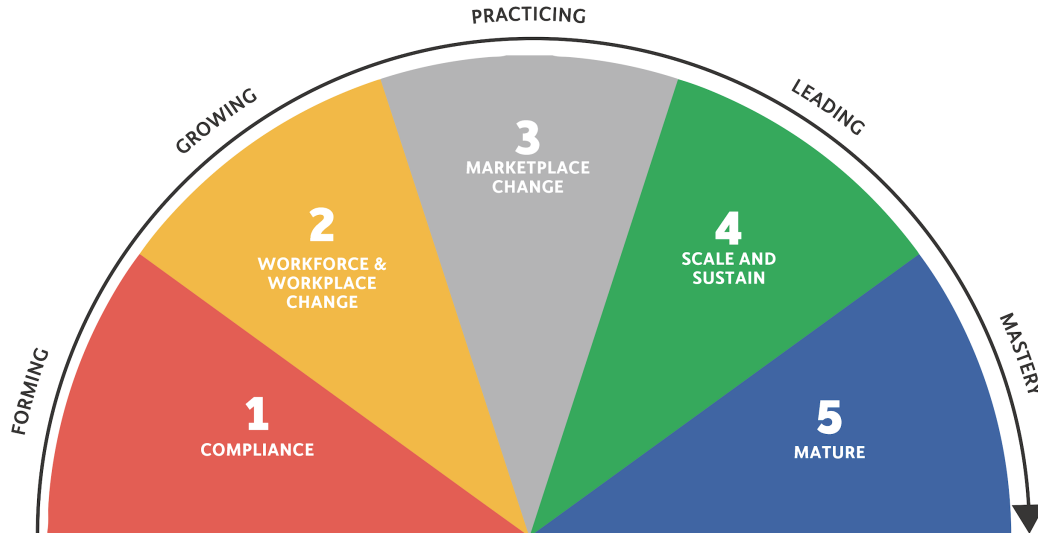 PRACTICING
GROWING
LEADING
FORMING
MASTERY
1
COMPLIANCE
2
WORKFORCE &
WORKPLACE
CHANGE
3
MARKETPLACE
CHANGE
4
SCALE AND
SUSTAIN
5
MATURE